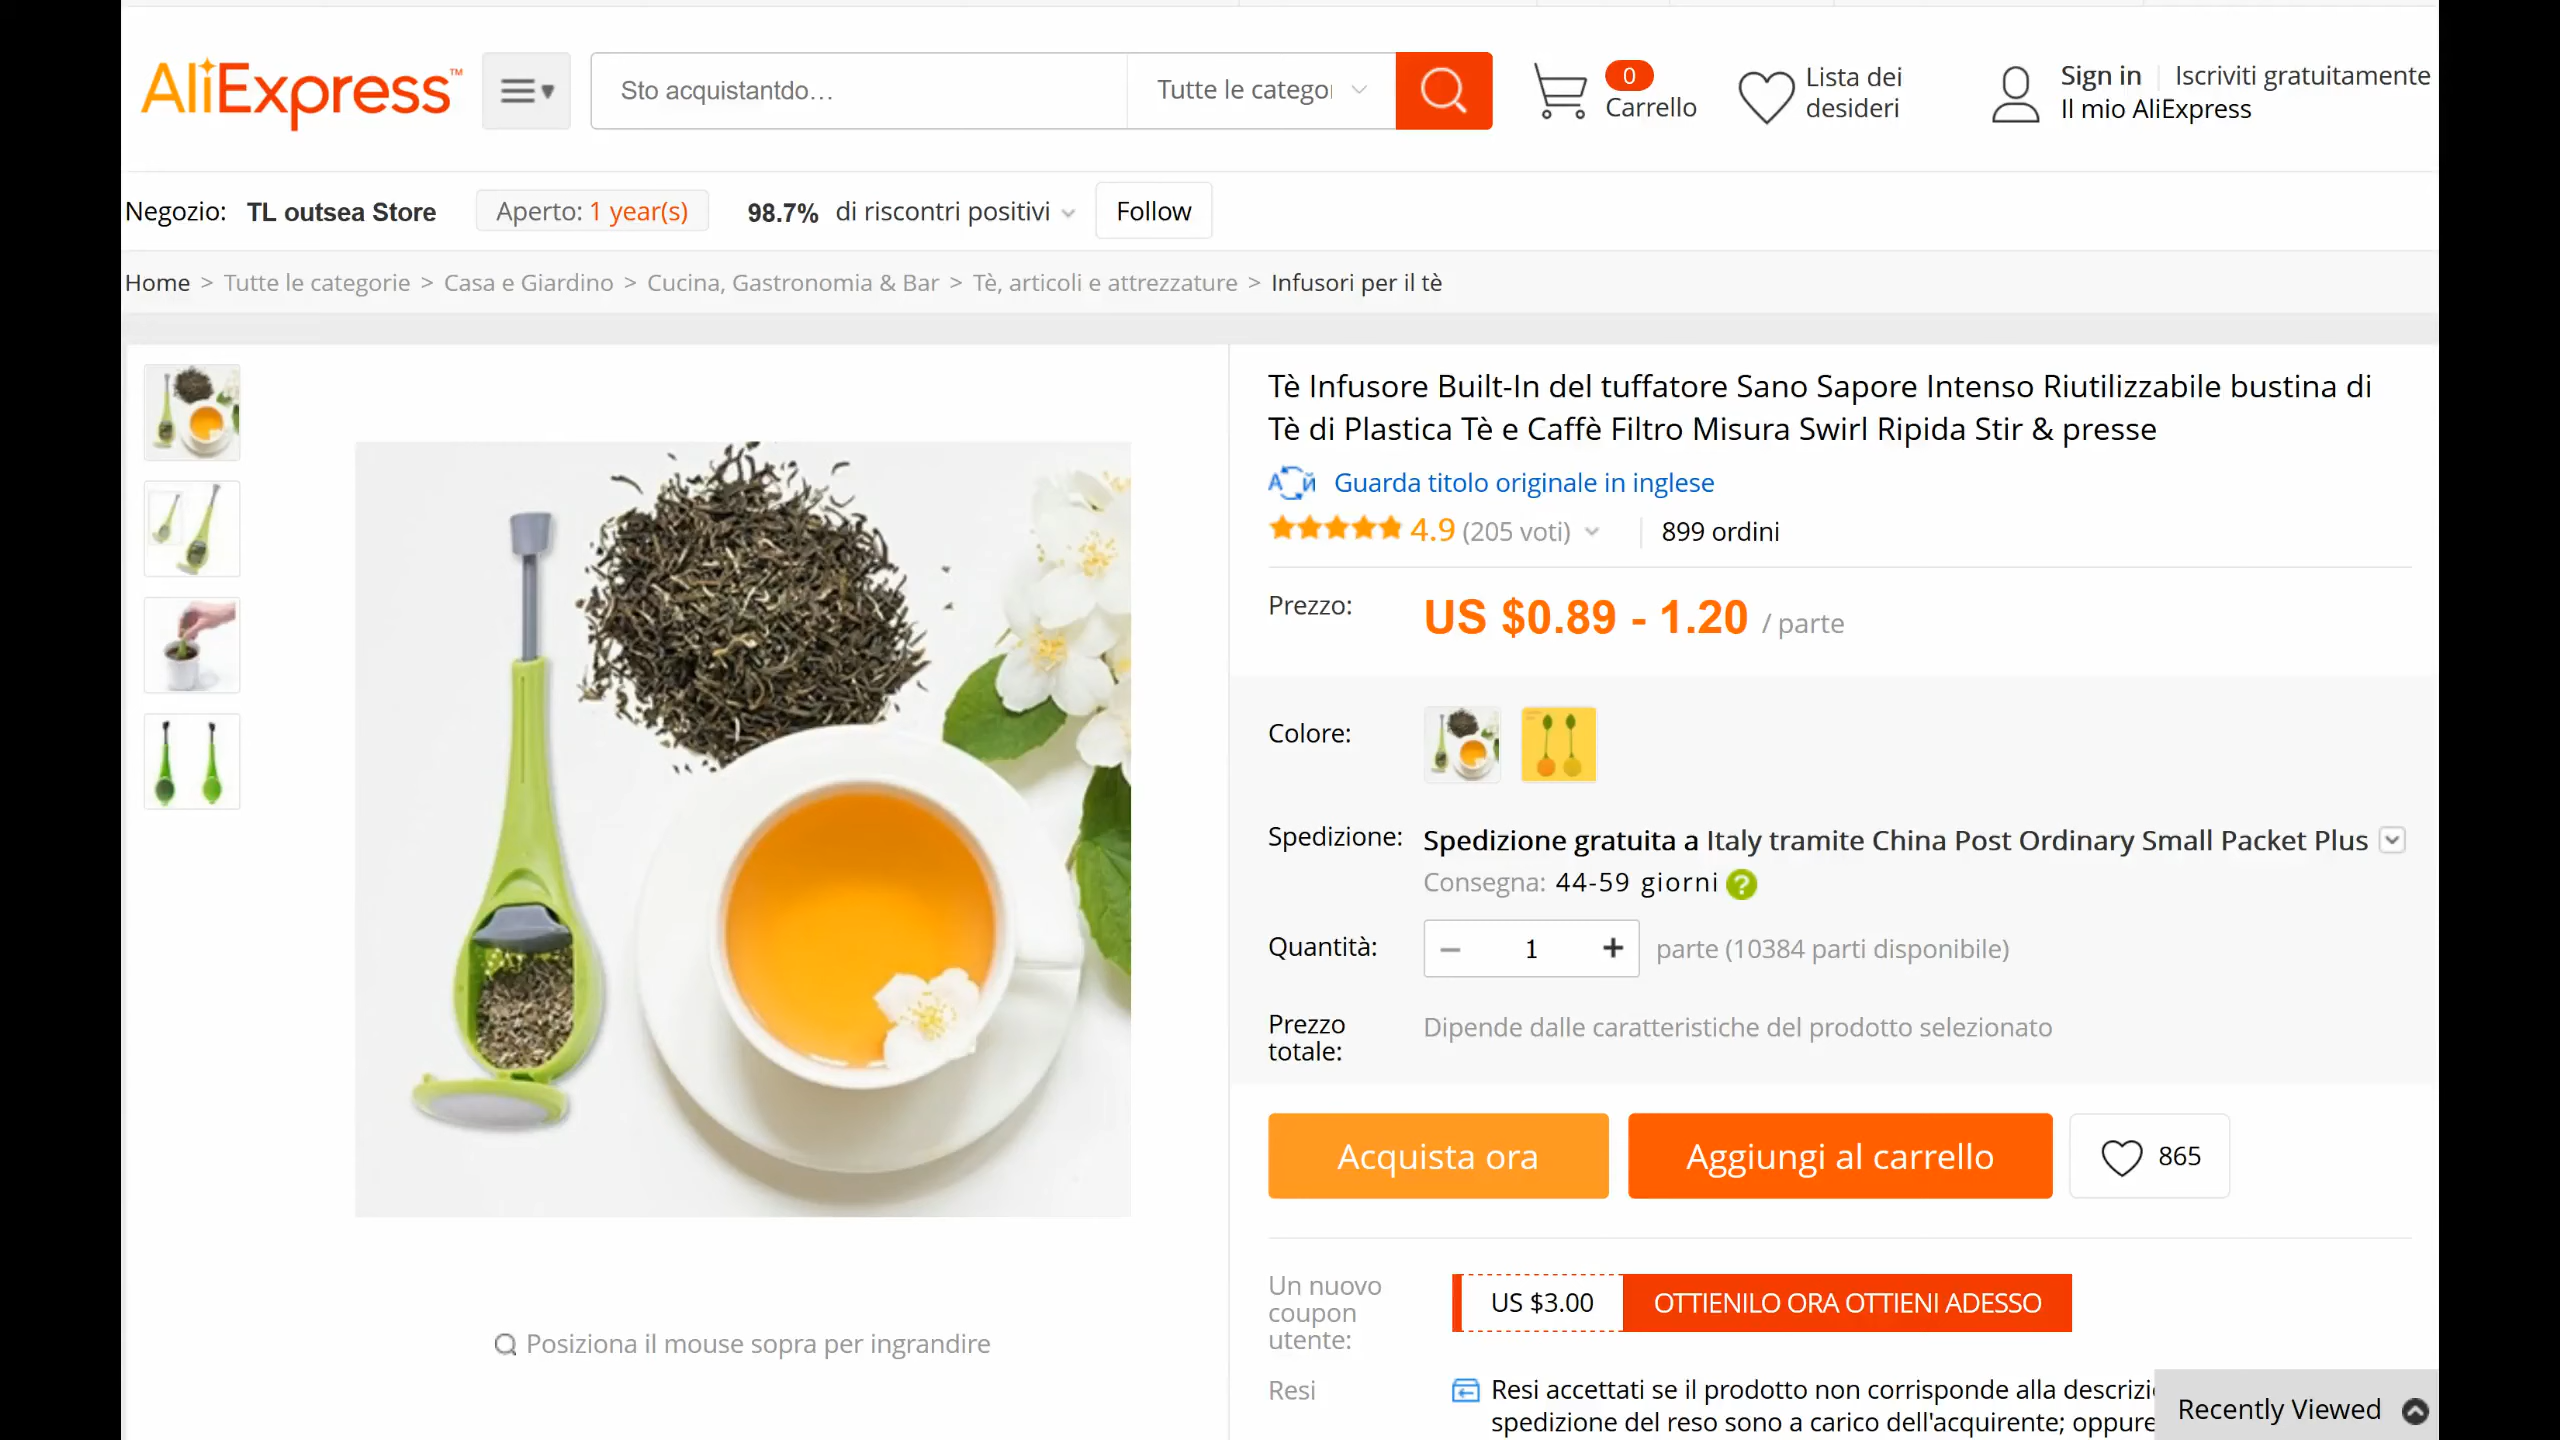 AliExpress™
Sto acquistantdo...
Tutte le categor
0
Carrello
Lista dei
desideri
Sign in | Iscriviti gratuitamente
Il mio AliExpress
Negozio: TL outsea Store Aperto: 1 year(s) 98.7% di riscontri positivi Follow
Home > Tutte le categorie > Casa e Giardino > Cucina, Gastronomia & Bar > Tè, articoli e attrezzature > Infusori per il tè
Tè Infusore Built-In del tuffatore Sano Sapore Intenso Riutilizzabile bustina di
Tè di Plastica Tè e Caffè Filtro Misura Swirl Ripida Stir & presse
Guarda titolo originale in inglese
4.9 (205 voti) 899 ordini
Prezzo: US $0.89 - 1.20 / parte
Colore:
Spedizione: Spedizione gratuita a Italy tramite China Post Ordinary Small Packet Plus
Consegna: 44-59 giorni ?
Quantità: − 1 + parte (10384 parti disponibile)
Prezzo
totale:
Dipende dalle caratteristiche del prodotto selezionato
Acquista ora
Aggiungi al carrello
865
Un nuovo
coupon
utente:
US $3.00 OTTIENILO ORA OTTIENI ADESSO
Posiziona il mouse sopra per ingrandire
Resi
Resi accettati se il prodotto non corrisponde alla descrizi
spedizione del reso sono a carico dell'acquirente; oppure
Recently Viewed